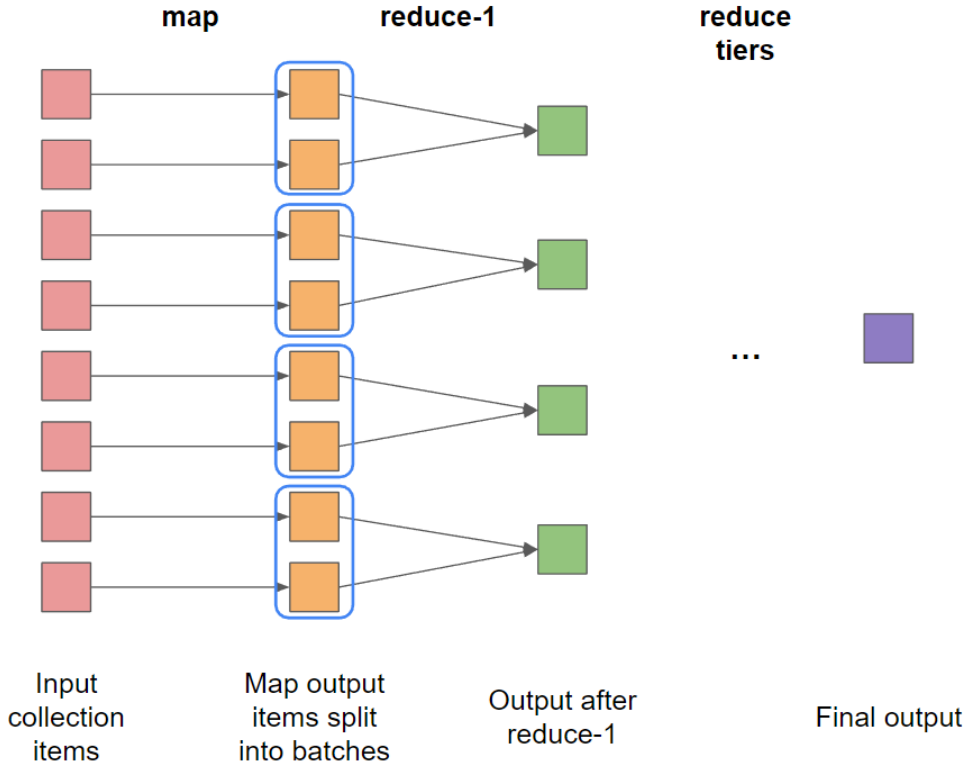 map
reduce-1
reduce
tiers
...
Input
collection
items
Map output
items split
into batches
Output after
reduce-1
Final output